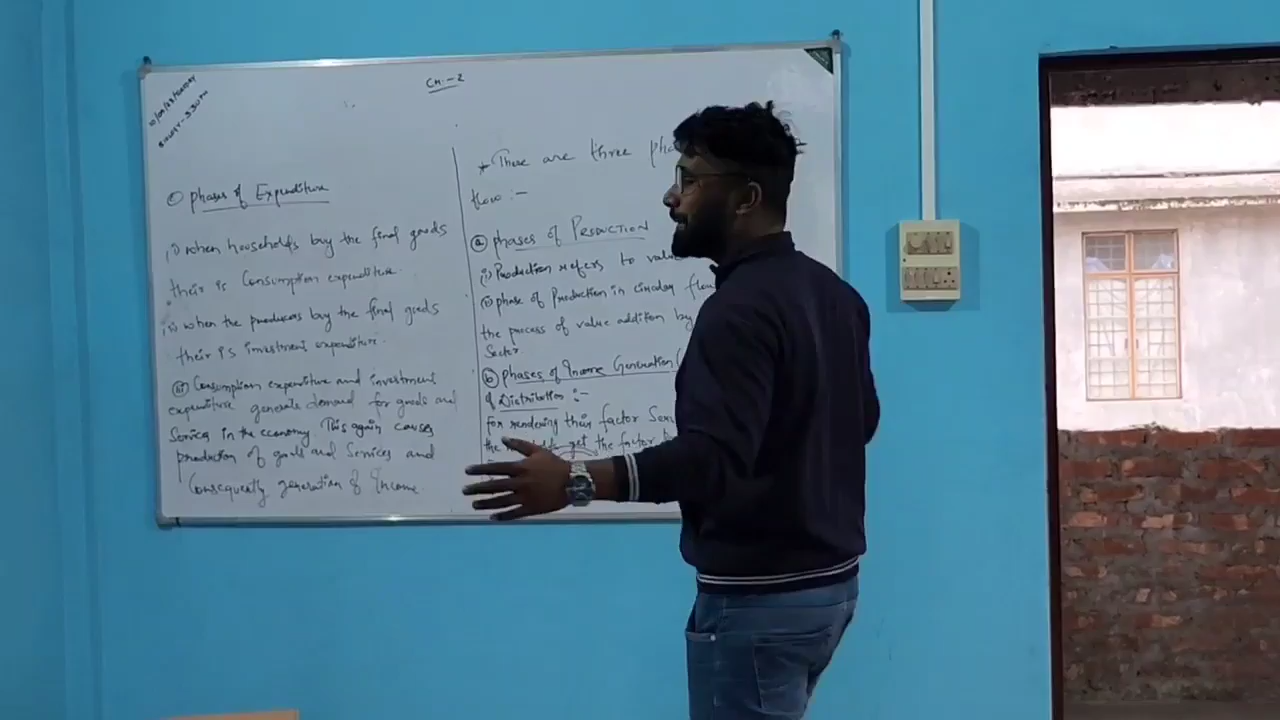 CH:-2
* There are three
flow :-
ⓐ phases of PRODUCTION
(i) Production refers to
(ii) phase of Production in circular flow
the process of value addition by
Sector.
ⓑ phases of Income Generation
of Distribution :-
For rendering their factor
the get the factor
ⓒ phases of Expenditure
(i) when households buy the final goods
their is Consumption expenditure.
(ii) when the producers buy the final goods
their is investment expenditure.
(iii) Consumption expenditure and investment
expenditure generate demand for goods and
Services in the economy. This again causes
production of goods and Services and
Consequently generation of Income.